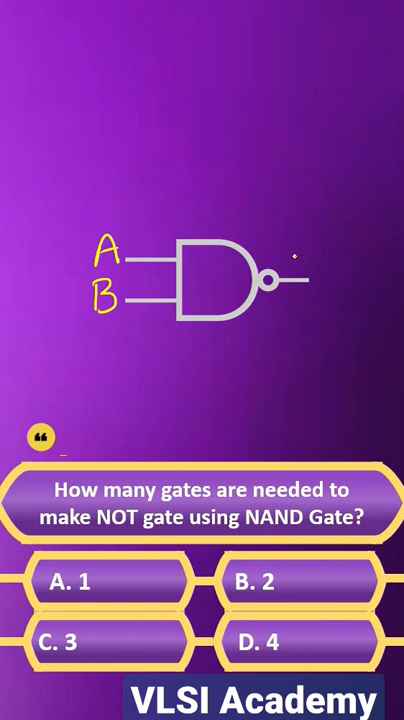 A
B
❝
How many gates are needed to
make NOT gate using NAND Gate?
A. 1
B. 2
C. 3
D. 4
VLSI Academy